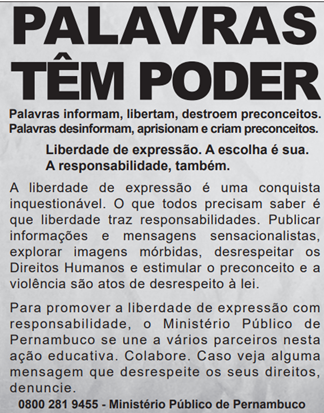 PALAVRAS
TÊM PODER
Palavras informam, libertam, destroem preconceitos.
Palavras desinformam, aprisionam e criam preconceitos.
Liberdade de expressão. A escolha é sua.
A responsabilidade, também.
A liberdade de expressão é uma conquista
inquestionável. O que todos precisam saber é
que liberdade traz responsabilidades. Publicar
informações e mensagens sensacionalistas,
explorar imagens mórbidas, desrespeitar os
Direitos Humanos e estimular o preconceito e a
violência são atos de desrespeito à lei.
Para promover a liberdade de expressão com
responsabilidade, o Ministério Público de
Pernambuco se une a vários parceiros nesta
ação educativa. Colabore. Caso veja alguma
mensagem que desrespeite os seus direitos,
denuncie.
0800 281 9455 - Ministério Público de Pernambuco